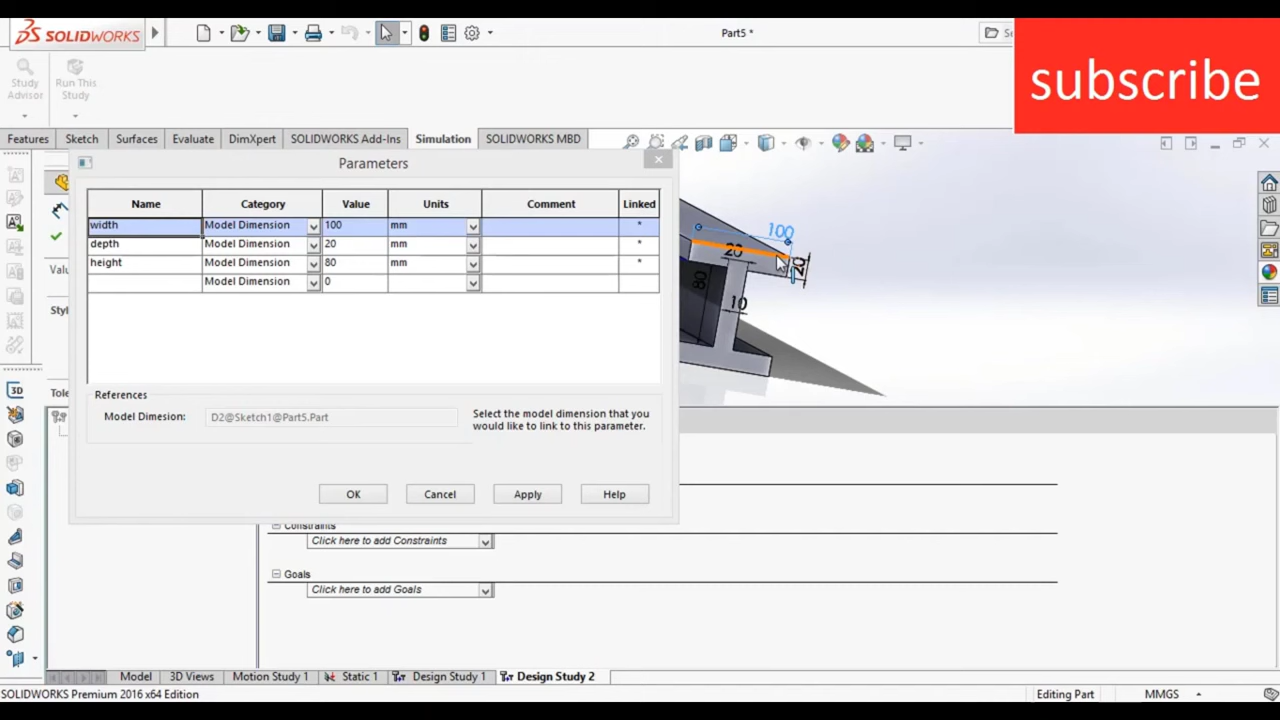 SOLIDWORKS
Part5 *
subscribe
Study Advisor
Run This Study
Features Sketch Surfaces Evaluate DimXpert SOLIDWORKS Add-Ins Simulation SOLIDWORKS MBD
Parameters
Name Category Value Units Comment Linked
width Model Dimension 100 mm *
depth Model Dimension 20 mm *
height Model Dimension 80 mm *
Model Dimension 0
100
20
20
80
10
References
Model Dimesion: D2@Sketch1@Part5.Part
Select the model dimension that you
would like to link to this parameter.
OK Cancel Apply Help
Constraints
Click here to add Constraints
Goals
Click here to add Goals
3D
Model 3D Views Motion Study 1 Static 1 Design Study 1 Design Study 2
SOLIDWORKS Premium 2016 x64 Edition
Editing Part MMGS